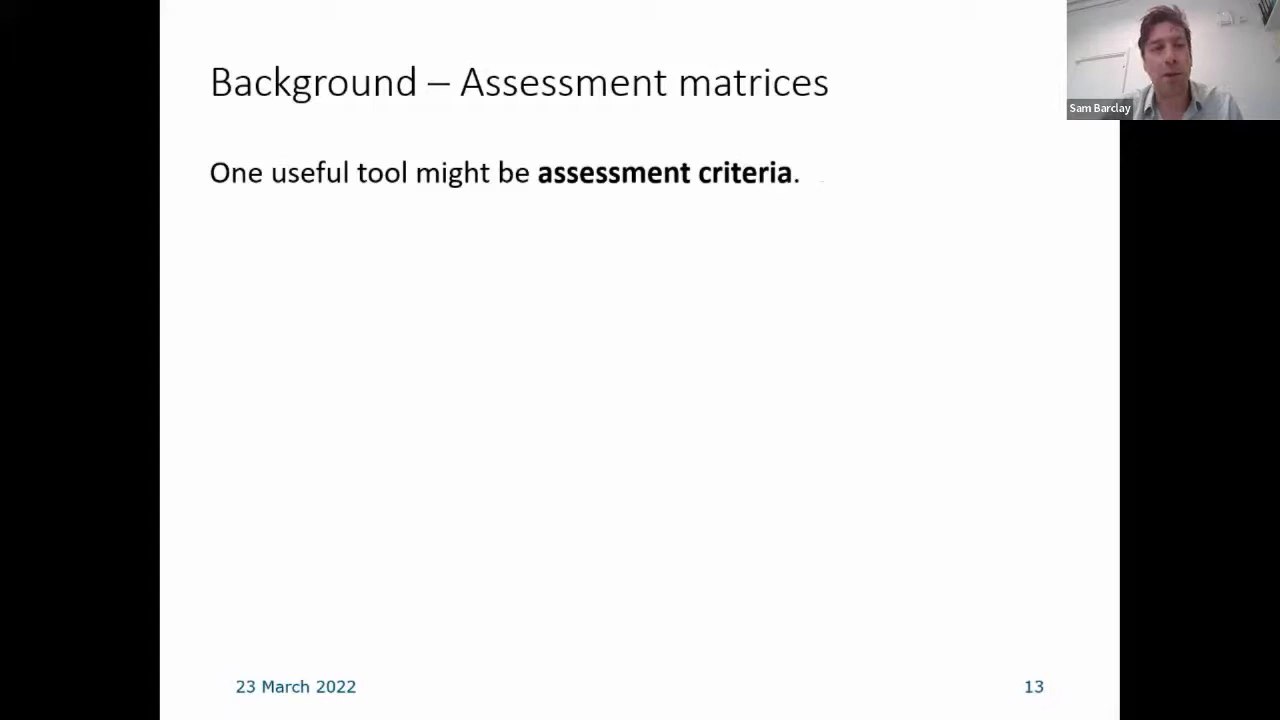 Background – Assessment matrices
Sam Barclay
One useful tool might be assessment criteria.
23 March 2022
13